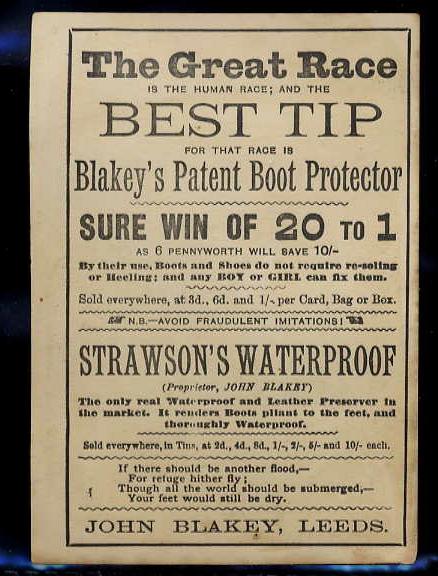 The Great Race
IS THE HUMAN RACE; AND THE
BEST TIP
FOR THAT RACE IS
Blakey's Patent Boot Protector
SURE WIN OF 20 TO 1
AS 6 PENNYWORTH WILL SAVE 10/-
By their use, Boots and Shoes do not require re-soling
or Heeling; and any BOY or GIRL can fix them.
Sold everywhere, at 3d., 6d. and 1/- per Card, Bag or Box.
N.B.—AVOID FRAUDULENT IMITATIONS!
STRAWSON'S WATERPROOF
(Proprietor, JOHN BLAKEY)
The only real Waterproof and Leather Preserver in
the market. It renders Boots pliant to the feet, and
thoroughly Waterproof.
Sold everywhere, in Tins, at 2d., 4d., 8d., 1/-, 2/-, 5/- and 10/- each.
If there should be another flood,—
For refuge hither fly;
Though all the world should be submerged,—
Your feet would still be dry.
JOHN BLAKEY, LEEDS.